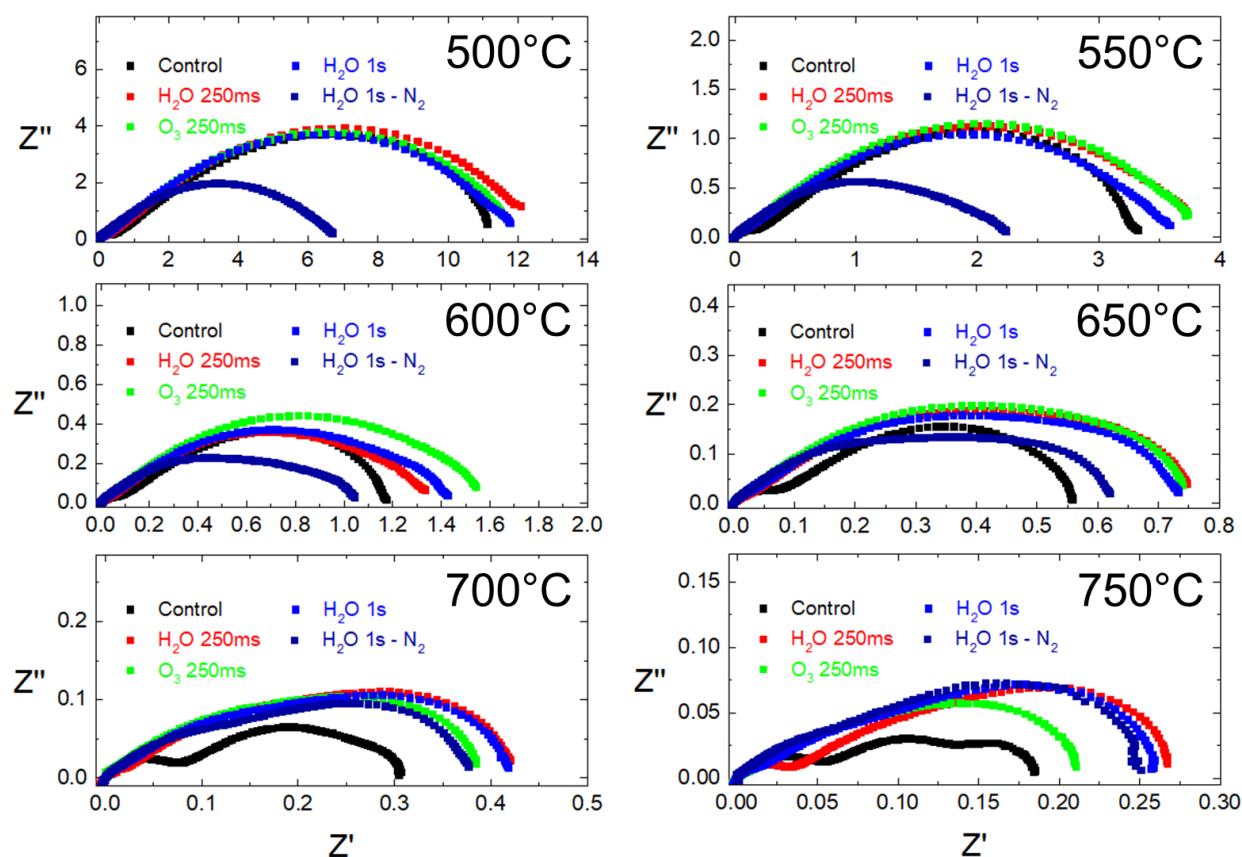 500°C
Z''
Control
H₂O 250ms
O₃ 250ms
H₂O 1s
H₂O 1s - N₂
0
2
4
6
0
2
4
6
8
10
12
14
550°C
Z''
Control
H₂O 250ms
O₃ 250ms
H₂O 1s
H₂O 1s - N₂
0.0
0.5
1.0
1.5
2.0
0
1
2
3
4
600°C
Z''
Control
H₂O 250ms
O₃ 250ms
H₂O 1s
H₂O 1s - N₂
0.0
0.2
0.4
0.6
0.8
1.0
0.0
0.2
0.4
0.6
0.8
1.0
1.2
1.4
1.6
1.8
2.0
650°C
Z''
Control
H₂O 250ms
O₃ 250ms
H₂O 1s
H₂O 1s - N₂
0.0
0.1
0.2
0.3
0.4
0.0
0.1
0.2
0.3
0.4
0.5
0.6
0.7
0.8
700°C
Z''
Control
H₂O 250ms
O₃ 250ms
H₂O 1s
H₂O 1s - N₂
0.0
0.1
0.2
0.0
0.1
0.2
0.3
0.4
0.5
Z'
750°C
Z''
Control
H₂O 250ms
O₃ 250ms
H₂O 1s
H₂O 1s - N₂
0.00
0.05
0.10
0.15
0.00
0.05
0.10
0.15
0.20
0.25
0.30
Z'